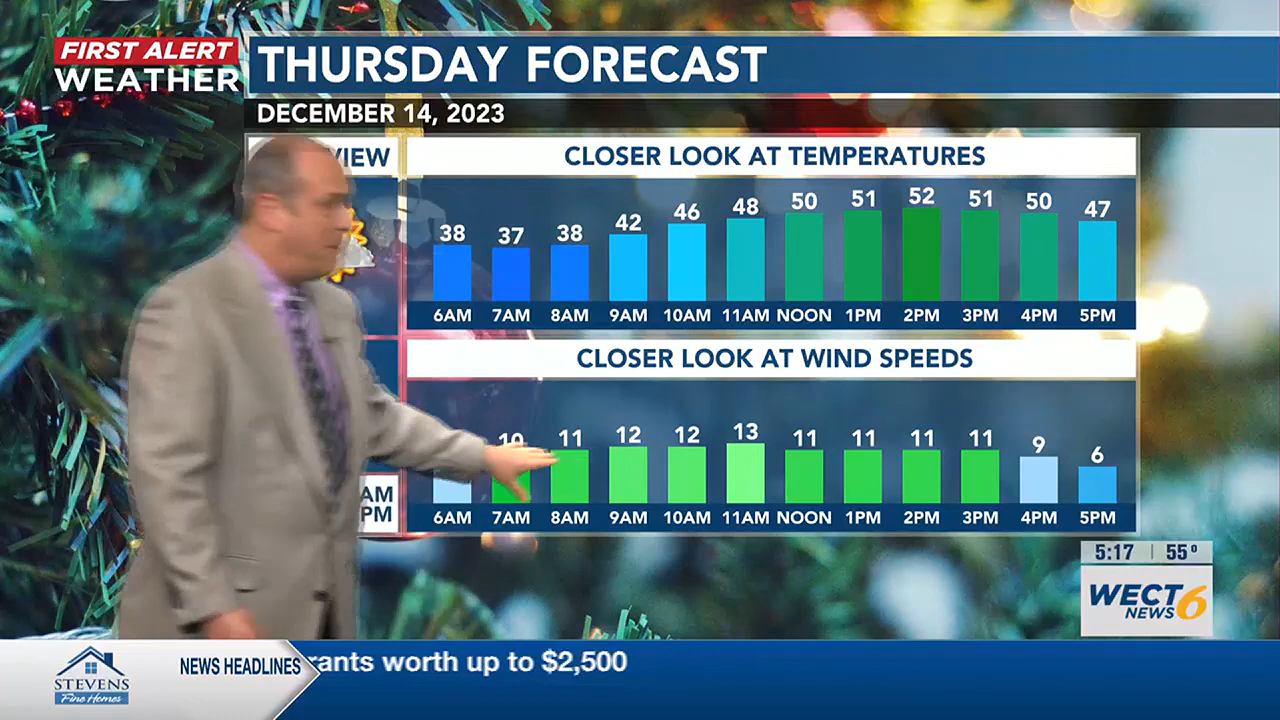 FIRST ALERT
WEATHER
THURSDAY FORECAST
DECEMBER 14, 2023
VIEW
CLOSER LOOK AT TEMPERATURES
38 37 38 42 46 48 50 51 52 51 50 47
6AM 7AM 8AM 9AM 10AM 11AM NOON 1PM 2PM 3PM 4PM 5PM
CLOSER LOOK AT WIND SPEEDS
10 11 12 12 13 11 11 11 11 9 6
6AM 7AM 8AM 9AM 10AM 11AM NOON 1PM 2PM 3PM 4PM 5PM
AM
PM
5:17 55°
WECT6
NEWS
STEVENS
Fine Homes
NEWS HEADLINES
rants worth up to $2,500